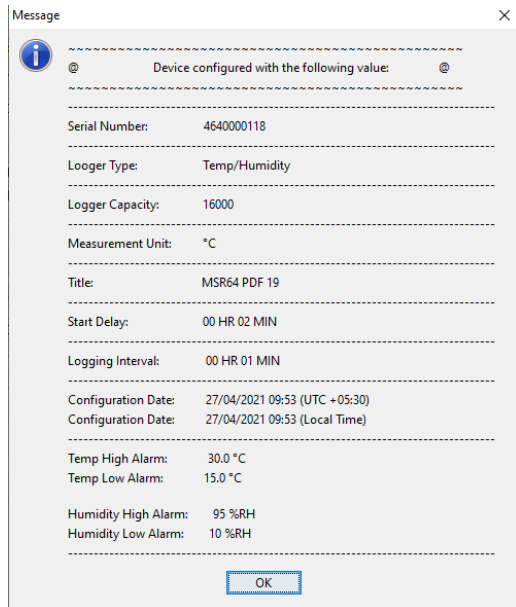 Message
~~~~~~~~~~~~~~~~~~~~~~~~~~~~~~~~~~~~~~~~~~~~~~~~
@ Device configured with the following value: @
~~~~~~~~~~~~~~~~~~~~~~~~~~~~~~~~~~~~~~~~~~~~~~~~
--------------------------------------------------------------------------------
Serial Number: 4640000118
--------------------------------------------------------------------------------
Looger Type: Temp/Humidity
--------------------------------------------------------------------------------
Logger Capacity: 16000
--------------------------------------------------------------------------------
Measurement Unit: °C
--------------------------------------------------------------------------------
Title: MSR64 PDF 19
--------------------------------------------------------------------------------
Start Delay: 00 HR 02 MIN
--------------------------------------------------------------------------------
Logging Interval: 00 HR 01 MIN
--------------------------------------------------------------------------------
Configuration Date: 27/04/2021 09:53 (UTC +05:30)
Configuration Date: 27/04/2021 09:53 (Local Time)
--------------------------------------------------------------------------------
Temp High Alarm: 30.0 °C
Temp Low Alarm: 15.0 °C
Humidity High Alarm: 95 %RH
Humidity Low Alarm: 10 %RH
--------------------------------------------------------------------------------
OK